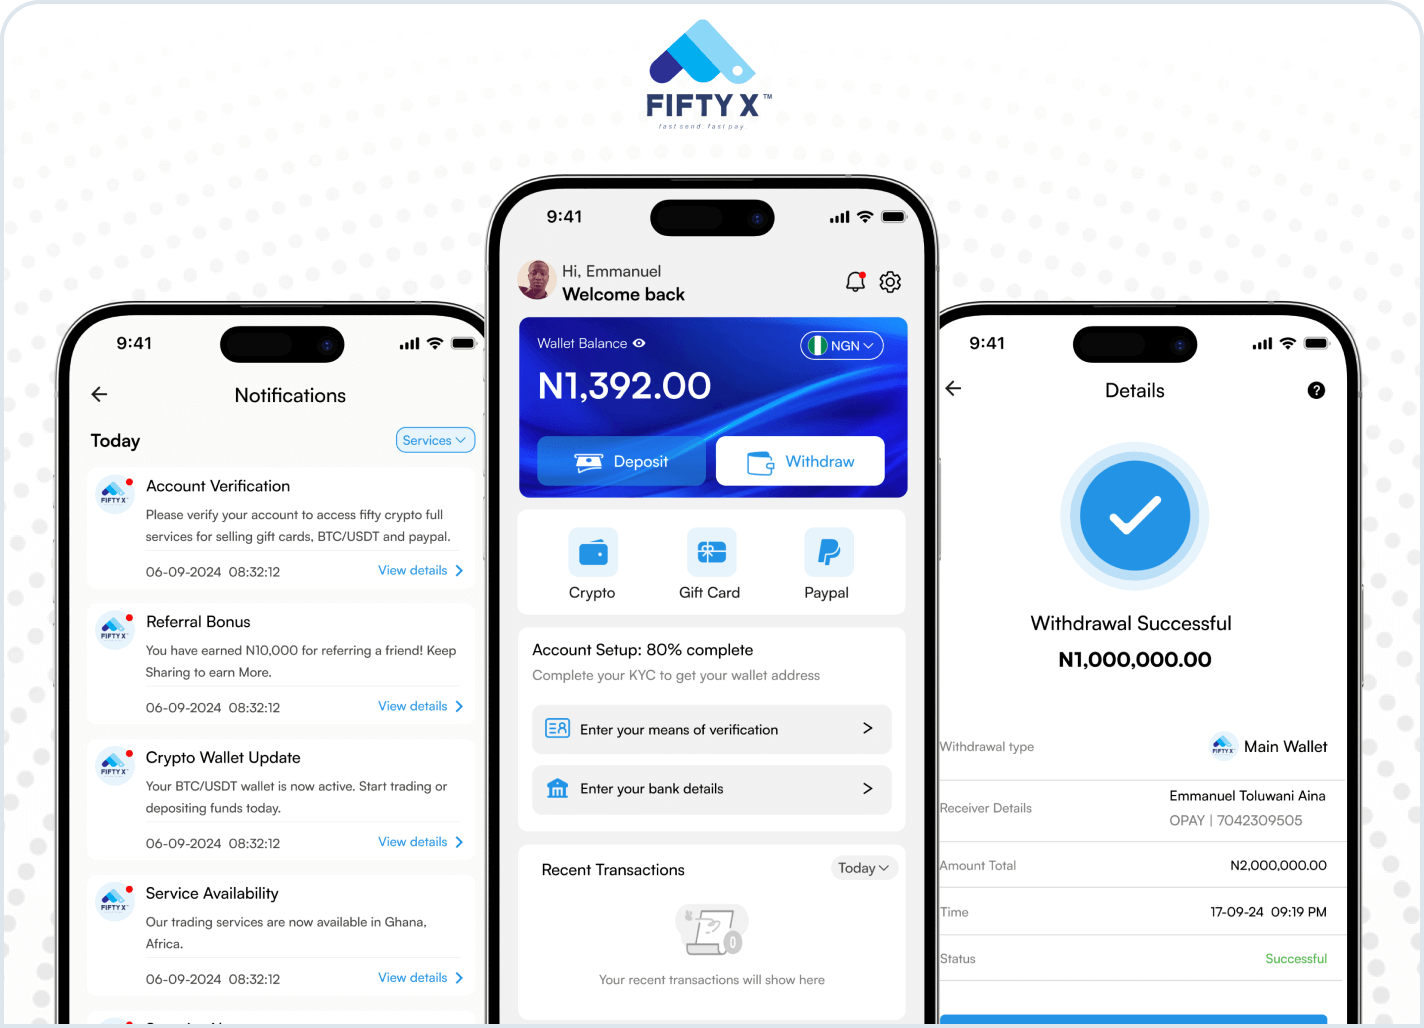 FIFTY X™
fast send. fast pay.
9:41
Notifications
Today
Services
FIFTY X
Account Verification
Please verify your account to access fifty crypto full
services for selling gift cards, BTC/USDT and paypal.
06-09-2024 08:32:12
View details
FIFTY X
Referral Bonus
You have earned N10,000 for referring a friend! Keep
Sharing to earn More.
06-09-2024 08:32:12
View details
FIFTY X
Crypto Wallet Update
Your BTC/USDT wallet is now active. Start trading or
depositing funds today.
06-09-2024 08:32:12
View details
FIFTY X
Service Availability
Our trading services are now available in Ghana,
Africa.
06-09-2024 08:32:12
View details
9:41
Hi, Emmanuel
Welcome back
Wallet Balance
NGN
N1,392.00
Deposit
Withdraw
Crypto
Gift Card
Paypal
Account Setup: 80% complete
Complete your KYC to get your wallet address
Enter your means of verification
Enter your bank details
Recent Transactions
Today
0
Your recent transactions will show here
9:41
Details
?
Withdrawal Successful
N1,000,000.00
Withdrawal type
FIFTY X
Main Wallet
Receiver Details
Emmanuel Toluwani Aina
OPAY | 7042309505
Amount Total
N2,000,000.00
Time
17-09-24 09:19 PM
Status
Successful